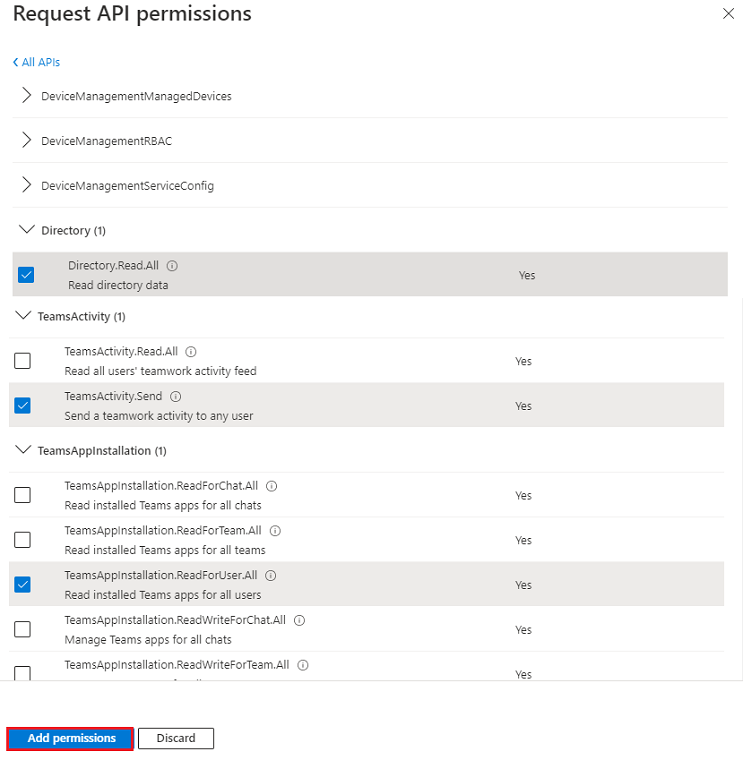 Request API permissions
All APIs
DeviceManagementManagedDevices
DeviceManagementRBAC
DeviceManagementServiceConfig
Directory (1)
Directory.Read.All
Yes
Read directory data
TeamsActivity (1)
TeamsActivity.Read.All
Yes
Read all users' teamwork activity feed
TeamsActivity.Send
Yes
Send a teamwork activity to any user
TeamsAppInstallation (1)
TeamsAppInstallation.ReadForChat.All
Yes
Read installed Teams apps for all chats
TeamsAppInstallation.ReadForTeam.All
Yes
Read installed Teams apps for all teams
TeamsAppInstallation.ReadForUser.All
Yes
Read installed Teams apps for all users
TeamsAppInstallation.ReadWriteForChat.All
Yes
Manage Teams apps for all chats
TeamsAppInstallation.ReadWriteForTeam.All
Yes
Add permissions
Discard